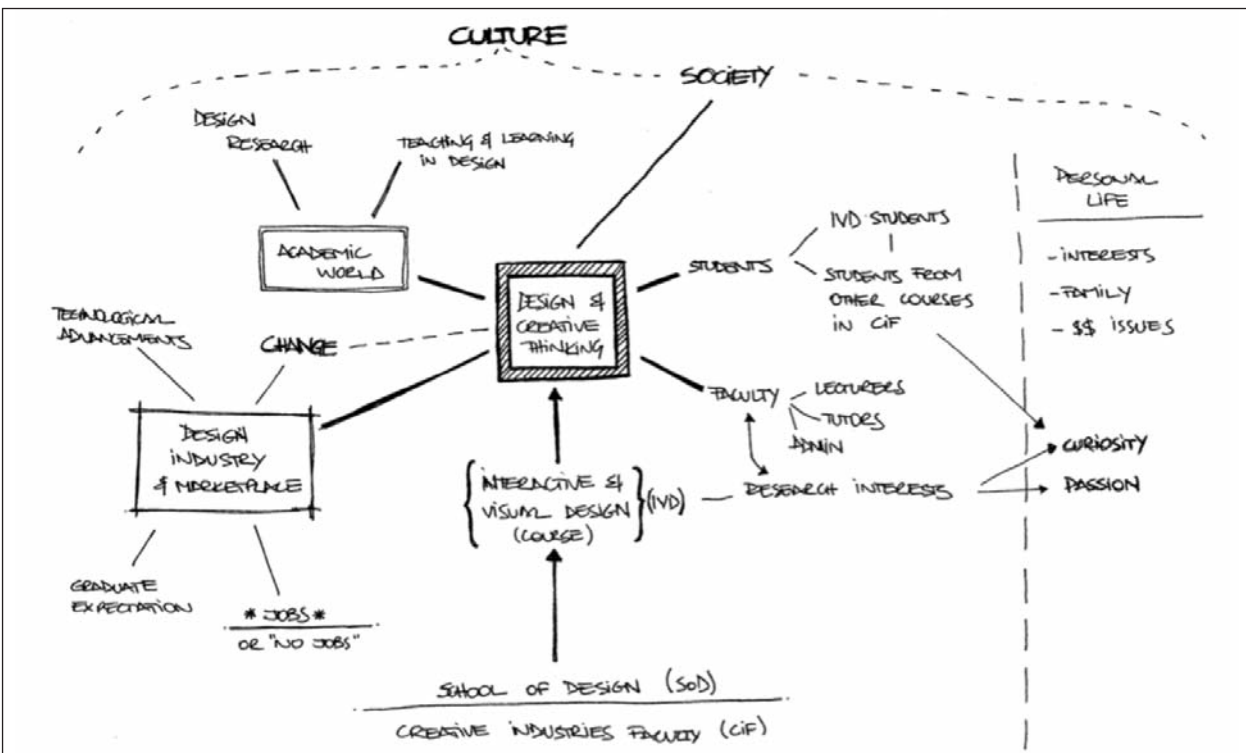 CULTURE
SOCIETY
DESIGN
RESEARCH
TEACHING & LEARNING
IN DESIGN
ACADEMIC
WORLD
TECHNOLOGICAL
ADVANCEMENTS
CHANGE
DESIGN &
CREATIVE
THINKING
STUDENTS
IVD STUDENTS
STUDENTS FROM
OTHER COURSES
IN CiF
PERSONAL
LIFE
- INTERESTS
- FAMILY
- $$ ISSUES
FACULTY
LECTURERS
TUTORS
ADMIN
DESIGN
INDUSTRY
& MARKETPLACE
INTERACTIVE &
VISUAL DESIGN
(COURSE)
(IVD)
RESEARCH INTERESTS
CURIOSITY
PASSION
GRADUATE
EXPECTATION
* JOBS *
OR "NO JOBS"
SCHOOL OF DESIGN (SoD)
CREATIVE INDUSTRIES FACULTY (CiF)